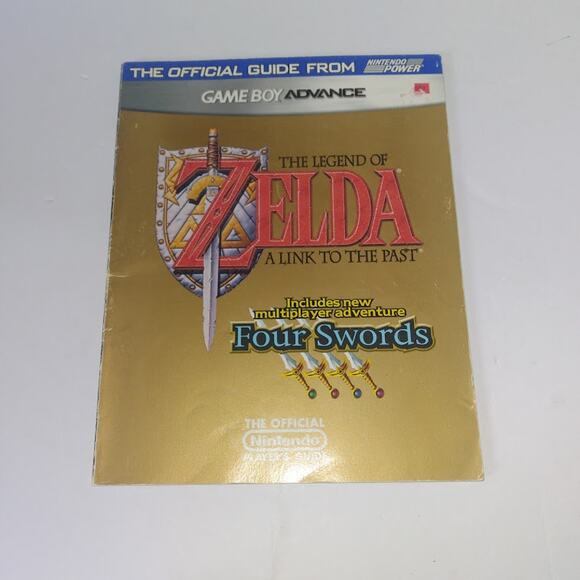 THE OFFICIAL GUIDE FROM NINTENDO POWER
GAME BOY ADVANCE
THE LEGEND OF
ZELDA
A LINK TO THE PAST
Includes new
multiplayer adventure
Four Swords
THE OFFICIAL
Nintendo
PLAYER'S GUIDE